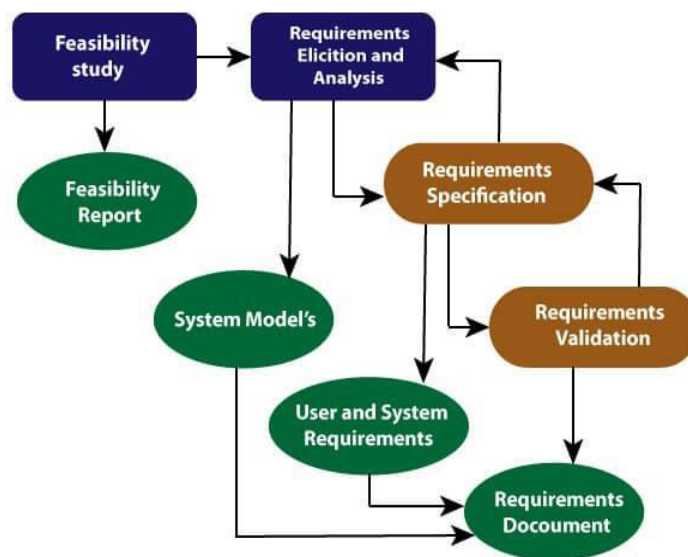 Feasibility
study
Requirements
Elicition and
Analysis
Feasibility
Report
Requirements
Specification
System Model's
Requirements
Validation
User and System
Requirements
Requirements
Docoument